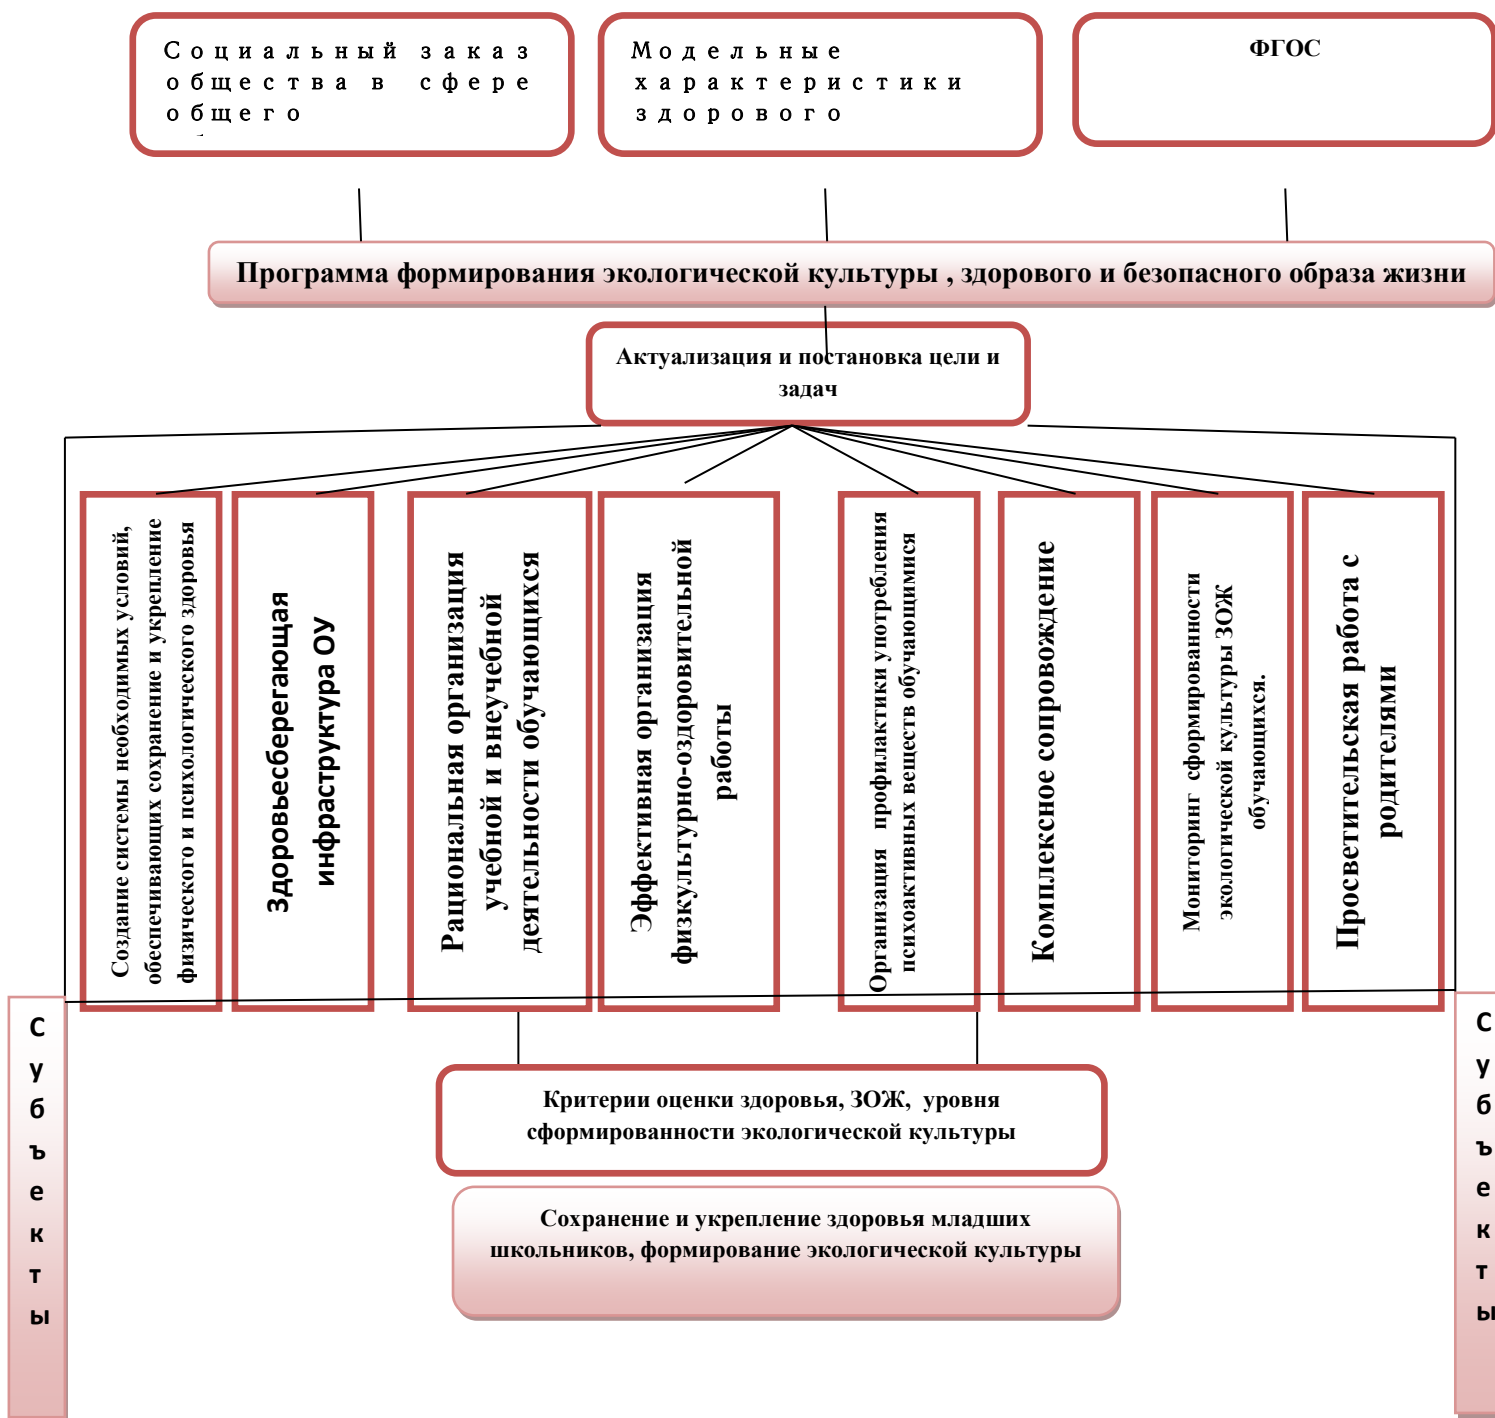 Социальный заказ
общества в сфере
общего
Модельные
характеристики
здорового
ФГОС
Программа формирования экологической культуры , здорового и безопасного образа жизни
Актуализация и постановка цели и
задач
Создание системы необходимых условий,
обеспечивающих сохранение и укрепление
физического и психологического здоровья
Здоровьесберегающая
инфраструктура ОУ
Рациональная организация
учебной и внеучебной
деятельности обучающихся
Эффективная организация
физкультурно-оздоровительной
работы
Организация профилактики употребления
психоактивных веществ обучающимися
Комплексное сопровождение
Мониторинг сформированности
экологической культуры ЗОЖ
обучающихся.
Просветительская работа с
родителями
Субъекты
Субъекты
Критерии оценки здоровья, ЗОЖ, уровня
сформированности экологической культуры
Сохранение и укрепление здоровья младших
школьников, формирование экологической культуры